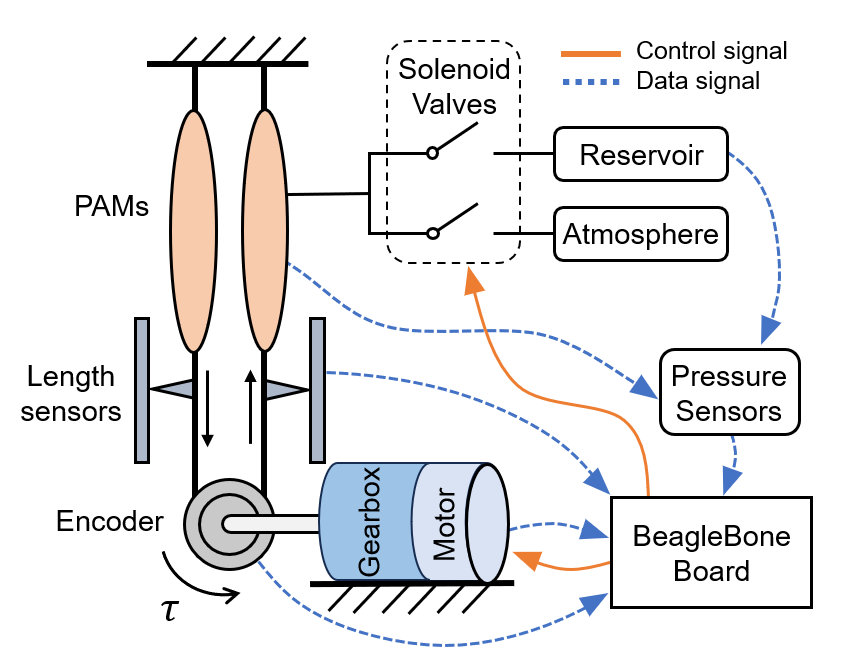 Control signal
Data signal
Solenoid
Valves
Reservoir
Atmosphere
PAMs
Length
sensors
Pressure
Sensors
Encoder
Gearbox
Motor
BeagleBone
Board
τ